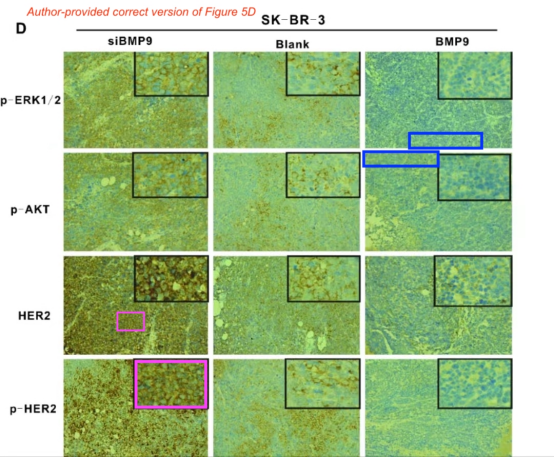 Author-provided correct version of Figure 5D
D
SK-BR-3
siBMP9 Blank BMP9
p-ERK1/2
p-AKT
HER2
p-HER2